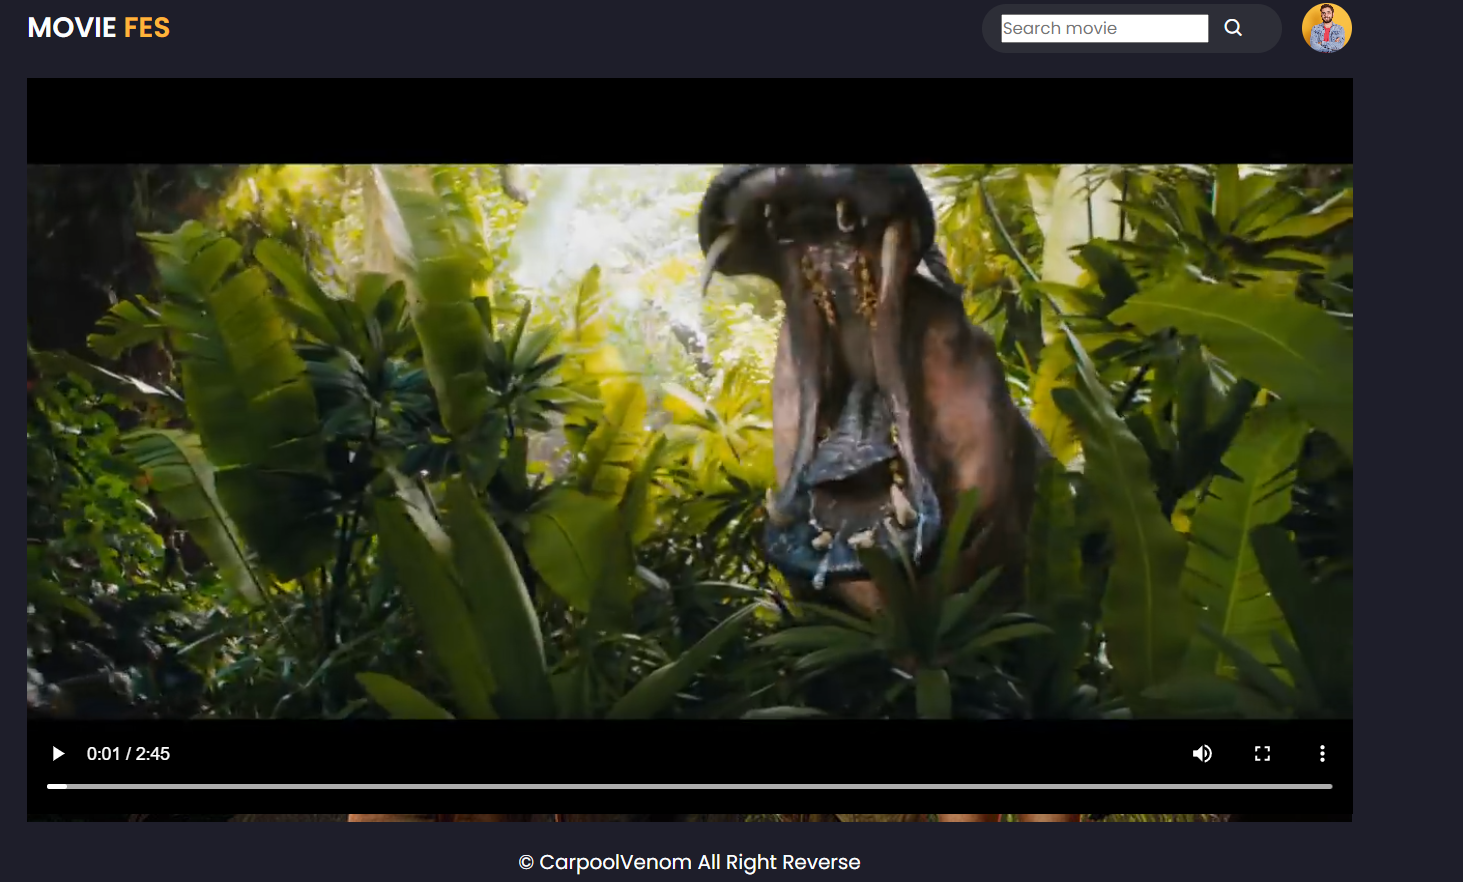 MOVIE FES
Search movie
0:01 / 2:45
© CarpoolVenom All Right Reverse